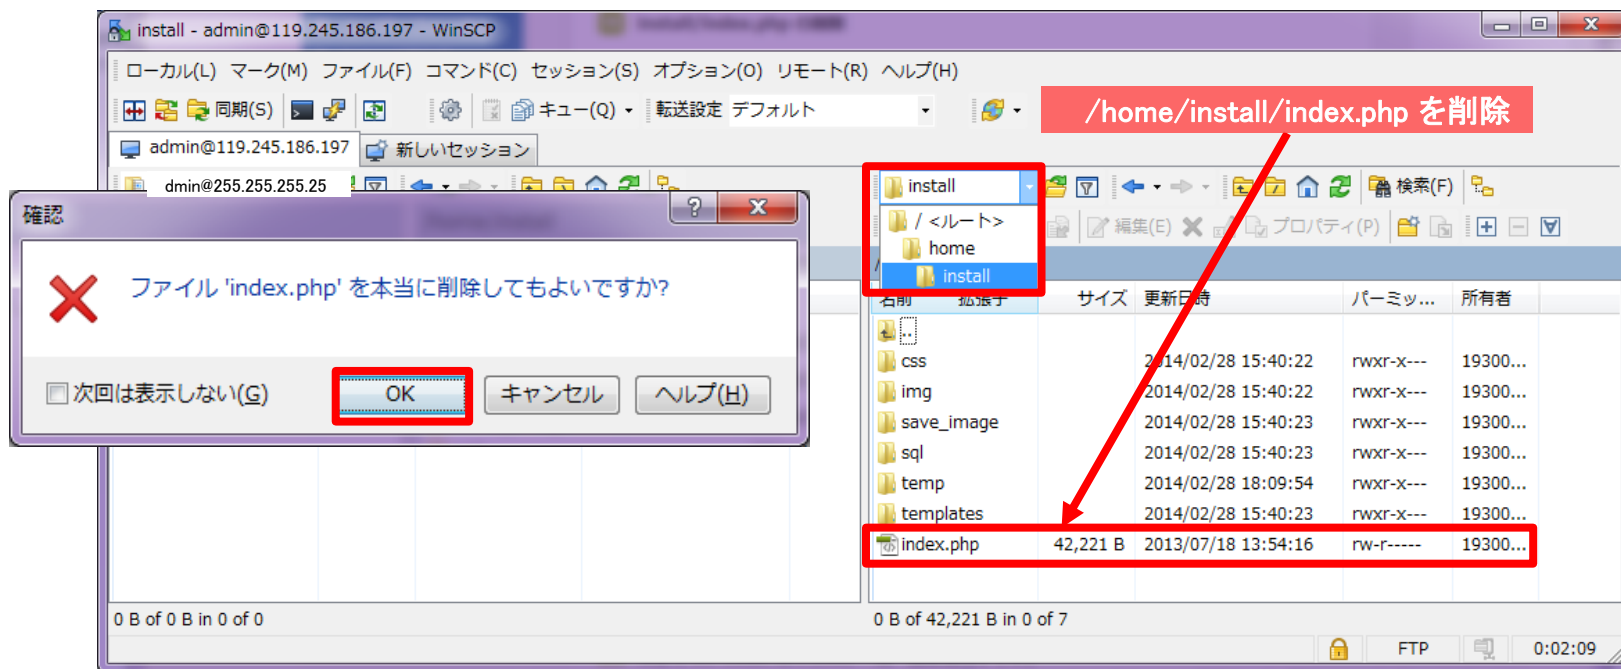 install - admin@119.245.186.197 - WinSCP
ローカル(L) マーク(M) ファイル(F) コマンド(C) セッション(S) オプション(O) リモート(R) ヘルプ(H)
同期(S) キュー(Q) 転送設定 デフォルト
/home/install/index.php を削除
admin@119.245.186.197 新しいセッション
dmin@255.255.255.25
install 検索(F)
/ <ルート>
home
install
編集(E) プロパティ(P)
確認
ファイル 'index.php' を本当に削除してもよいですか?
次回は表示しない(G) OK キャンセル ヘルプ(H)
名前 拡張子 サイズ 更新日時 パーミッ... 所有者
..
css 2014/02/28 15:40:22 rwxr-x--- 19300...
img 2014/02/28 15:40:22 rwxr-x--- 19300...
save_image 2014/02/28 15:40:23 rwxr-x--- 19300...
sql 2014/02/28 15:40:23 rwxr-x--- 19300...
temp 2014/02/28 18:09:54 rwxr-x--- 19300...
templates 2014/02/28 15:40:23 rwxr-x--- 19300...
index.php 42,221 B 2013/07/18 13:54:16 rw-r----- 19300...
0 B of 0 B in 0 of 0
0 B of 42,221 B in 0 of 7
FTP 0:02:09